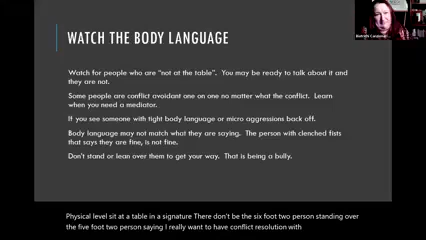 WATCH THE BODY LANGUAGE
Watch for people who are "not at the table". You may be ready to talk about it and
they are not.
Some people are conflict avoidant one on one no matter what the conflict. Learn
when you need a mediator.
If you see someone with tight body language or micro aggressions back off.
Body language may not match what they are saying. The person with clenched fists
that says they are fine, is not fine.
Don't stand or lean over them to get your way. That is being a bully.
Physical level sit at a table in a signature There don't be the six foot two person standing over
the five foot two person saying I really want to have conflict resolution with